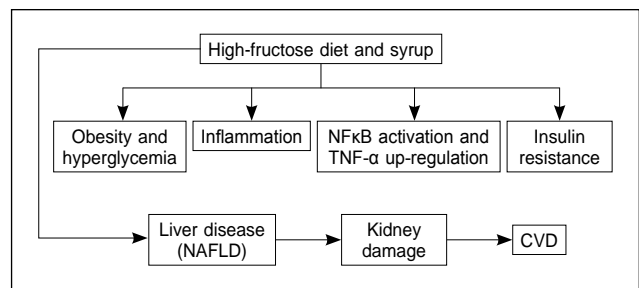 High-fructose diet and syrup
Obesity and
hyperglycemia
Inflammation
NFκB activation and
TNF-α up-regulation
Insulin
resistance
Liver disease
(NAFLD)
Kidney
damage
CVD